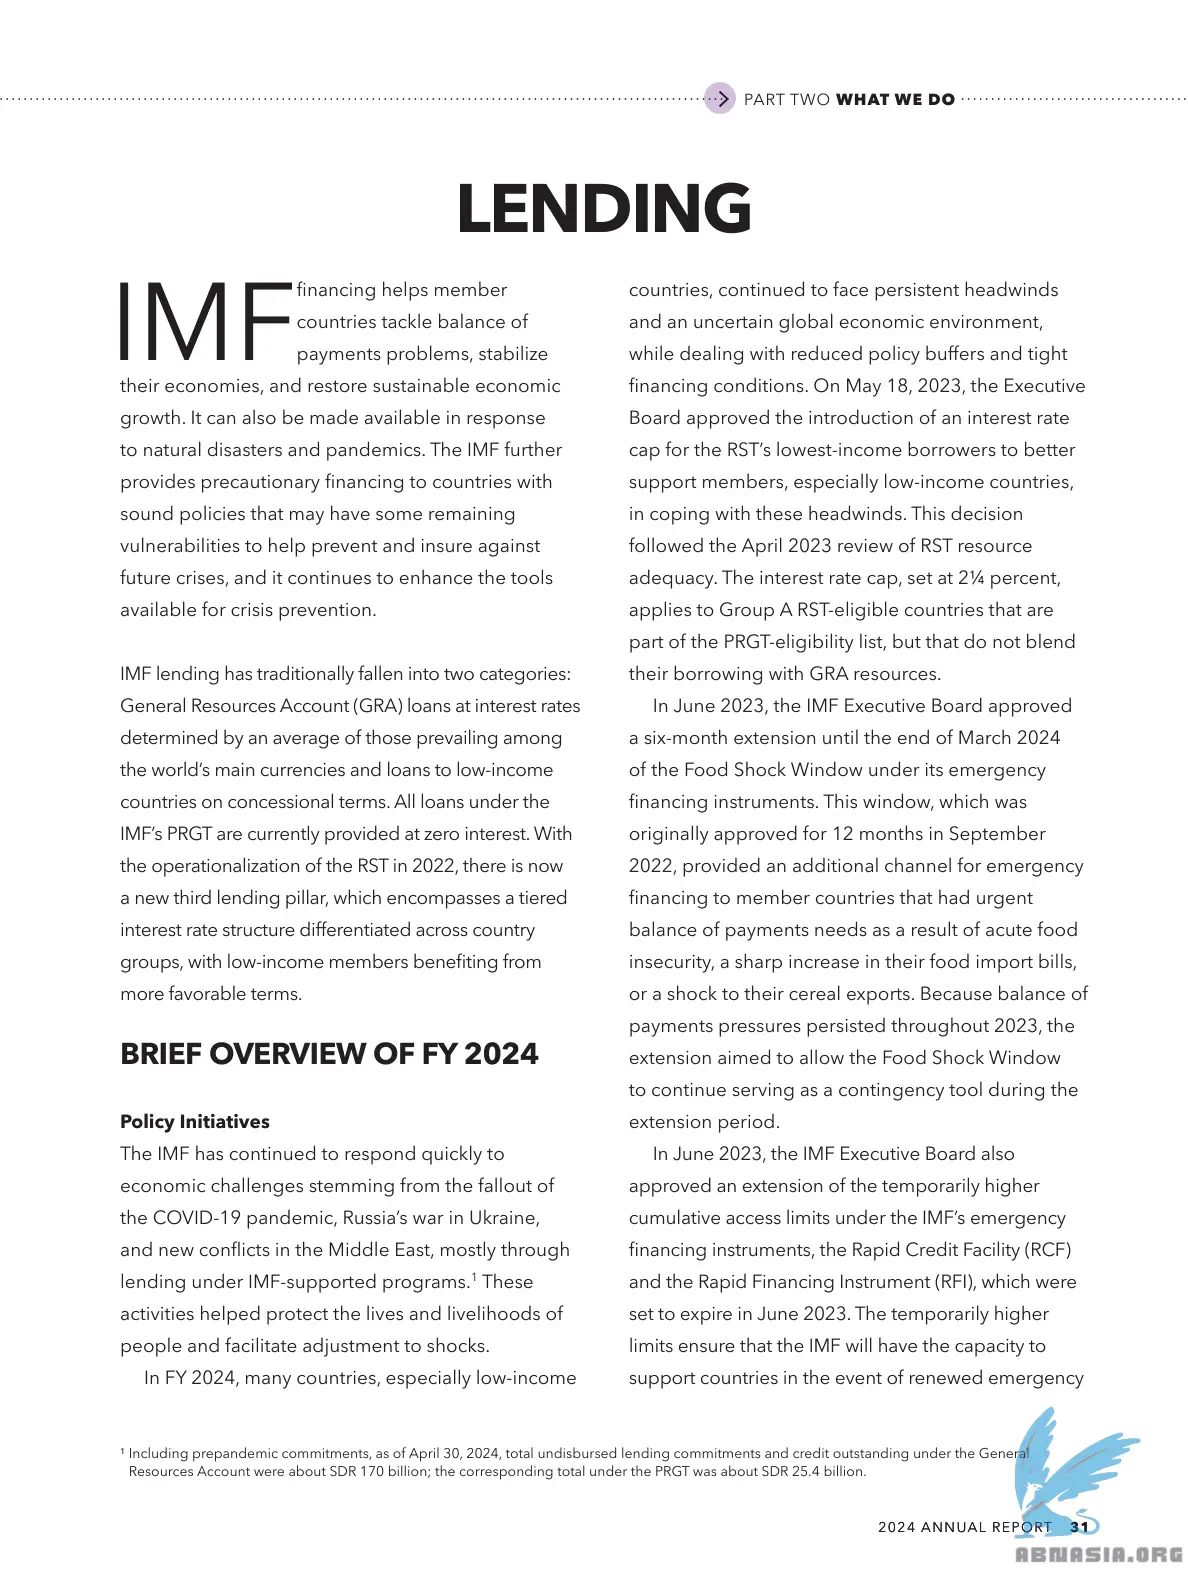 PART TWO WHAT WE DO
LENDING
IMF financing helps member
countries tackle balance of
payments problems, stabilize
their economies, and restore sustainable economic
growth. It can also be made available in response
to natural disasters and pandemics. The IMF further
provides precautionary financing to countries with
sound policies that may have some remaining
vulnerabilities to help prevent and insure against
future crises, and it continues to enhance the tools
available for crisis prevention.
IMF lending has traditionally fallen into two categories:
General Resources Account (GRA) loans at interest rates
determined by an average of those prevailing among
the world’s main currencies and loans to low-income
countries on concessional terms. All loans under the
IMF’s PRGT are currently provided at zero interest. With
the operationalization of the RST in 2022, there is now
a new third lending pillar, which encompasses a tiered
interest rate structure differentiated across country
groups, with low-income members benefiting from
more favorable terms.
BRIEF OVERVIEW OF FY 2024
Policy Initiatives
The IMF has continued to respond quickly to
economic challenges stemming from the fallout of
the COVID-19 pandemic, Russia’s war in Ukraine,
and new conflicts in the Middle East, mostly through
lending under IMF-supported programs.¹ These
activities helped protect the lives and livelihoods of
people and facilitate adjustment to shocks.
In FY 2024, many countries, especially low-income
countries, continued to face persistent headwinds
and an uncertain global economic environment,
while dealing with reduced policy buffers and tight
financing conditions. On May 18, 2023, the Executive
Board approved the introduction of an interest rate
cap for the RST’s lowest-income borrowers to better
support members, especially low-income countries,
in coping with these headwinds. This decision
followed the April 2023 review of RST resource
adequacy. The interest rate cap, set at 2¼ percent,
applies to Group A RST-eligible countries that are
part of the PRGT-eligibility list, but that do not blend
their borrowing with GRA resources.
In June 2023, the IMF Executive Board approved
a six-month extension until the end of March 2024
of the Food Shock Window under its emergency
financing instruments. This window, which was
originally approved for 12 months in September
2022, provided an additional channel for emergency
financing to member countries that had urgent
balance of payments needs as a result of acute food
insecurity, a sharp increase in their food import bills,
or a shock to their cereal exports. Because balance of
payments pressures persisted throughout 2023, the
extension aimed to allow the Food Shock Window
to continue serving as a contingency tool during the
extension period.
In June 2023, the IMF Executive Board also
approved an extension of the temporarily higher
cumulative access limits under the IMF’s emergency
financing instruments, the Rapid Credit Facility (RCF)
and the Rapid Financing Instrument (RFI), which were
set to expire in June 2023. The temporarily higher
limits ensure that the IMF will have the capacity to
support countries in the event of renewed emergency
¹ Including prepandemic commitments, as of April 30, 2024, total undisbursed lending commitments and credit outstanding under the General
Resources Account were about SDR 170 billion; the corresponding total under the PRGT was about SDR 25.4 billion.
2024 ANNUAL REPORT 31
ABNASIA.ORG